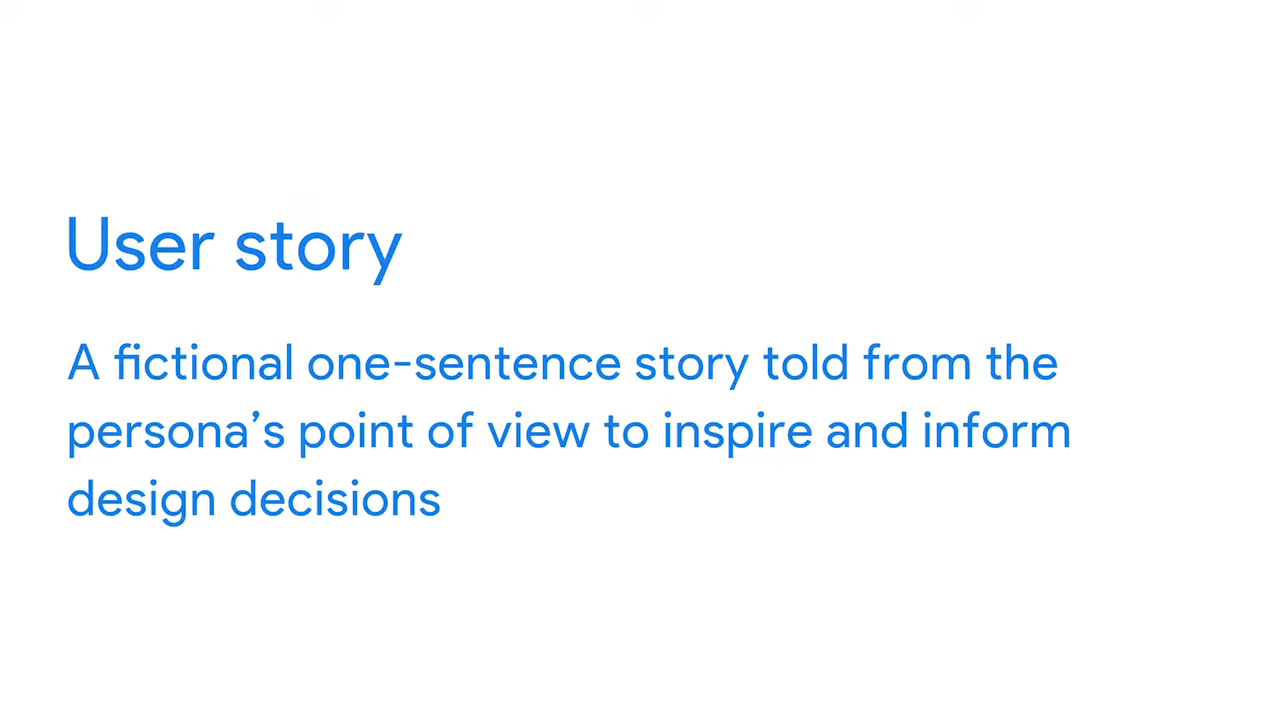 User story
A fictional one-sentence story told from the
persona’s point of view to inspire and inform
design decisions